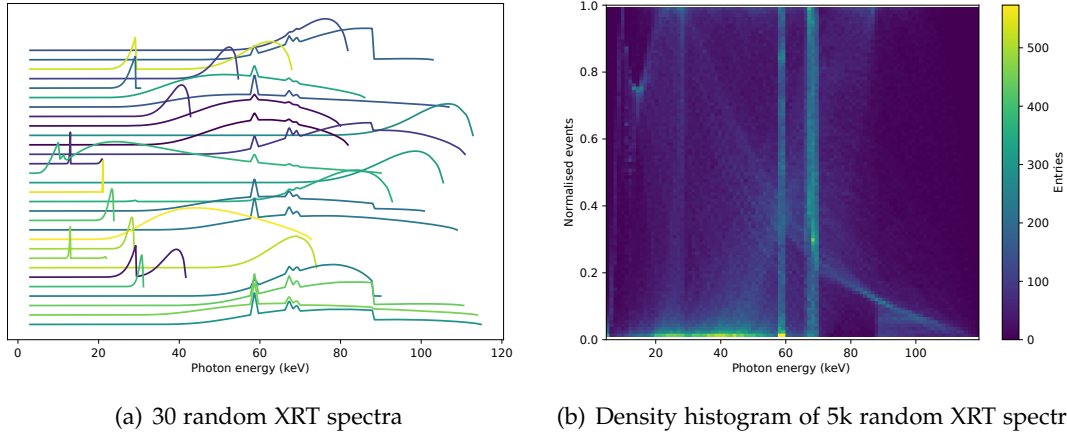 0 20 40 60 80 100 120
Photon energy (keV)
1.0
0.8
0.6
0.4
0.2
0.0
Normalised events
20 40 60 80 100
Photon energy (keV)
500
400
300
200
100
0
Entries
(a) 30 random XRT spectra
(b) Density histogram of 5k random XRT spectr